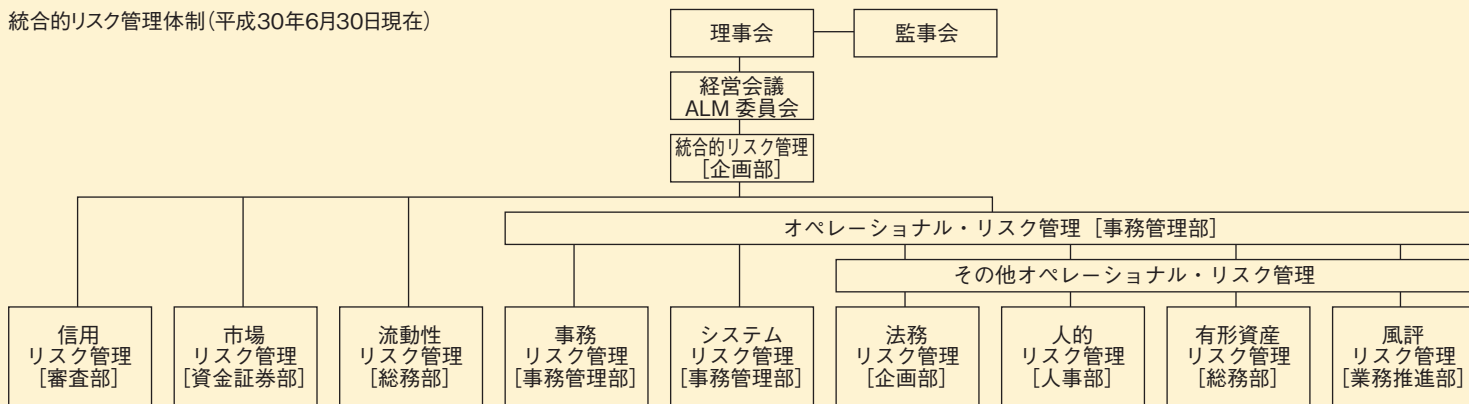 統合的リスク管理体制(平成30年6月30日現在)
理事会
監事会
経営会議
ALM 委員会
統合的リスク管理
[企画部]
オペレーショナル・リスク管理[事務管理部]
その他オペレーショナル・リスク管理
信用
リスク管理
[審査部]
市場
リスク管理
[資金証券部]
流動性
リスク管理
[総務部]
事務
リスク管理
[事務管理部]
システム
リスク管理
[事務管理部]
法務
リスク管理
[企画部]
人的
リスク管理
[人事部]
有形資産
リスク管理
[総務部]
風評
リスク管理
[業務推進部]